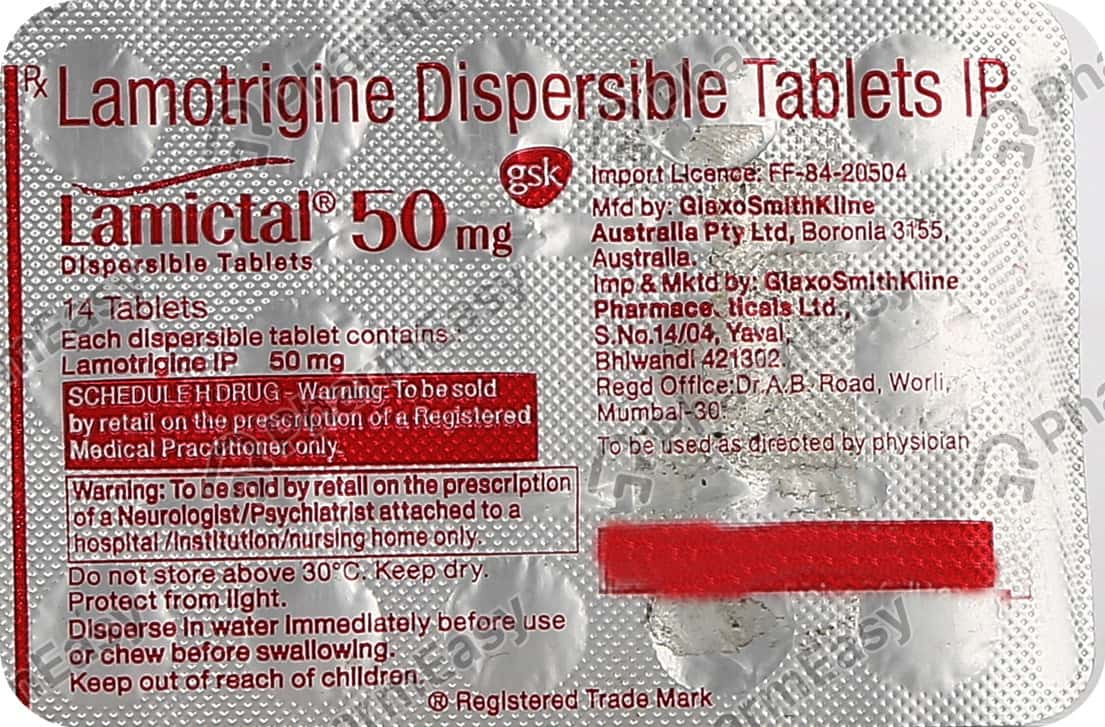 Rx Lamotrigine Dispersible Tablets IP
Lamictal® 50 mg
Dispersible Tablets
gsk
14 Tablets
Each dispersible tablet contains :
Lamotrigine IP 50 mg
SCHEDULE H DRUG - Warning: To be sold
by retail on the prescription of a Registered
Medical Practitioner only.
Warning: To be sold by retail on the prescription
of a Neurologist/Psychiatrist attached to a
hospital/institution/nursing home only.
Do not store above 30°C. Keep dry.
Protect from light.
Disperse in water immediately before use
or chew before swallowing.
Keep out of reach of children.
Import Licence: FF-84-20504
Mfd by: GlaxoSmithKline
Australia Pty Ltd, Boronia 3155,
Australia.
Imp & Mktd by: GlaxoSmithKline
Pharmace ticals Ltd.,
S.No.14/04, Yaval,
Bhiwandi 421302.
Regd Office:Dr.A.B. Road, Worli,
Mumbai-30.
To be used as directed by physician
® Registered Trade Mark
PharmEasy